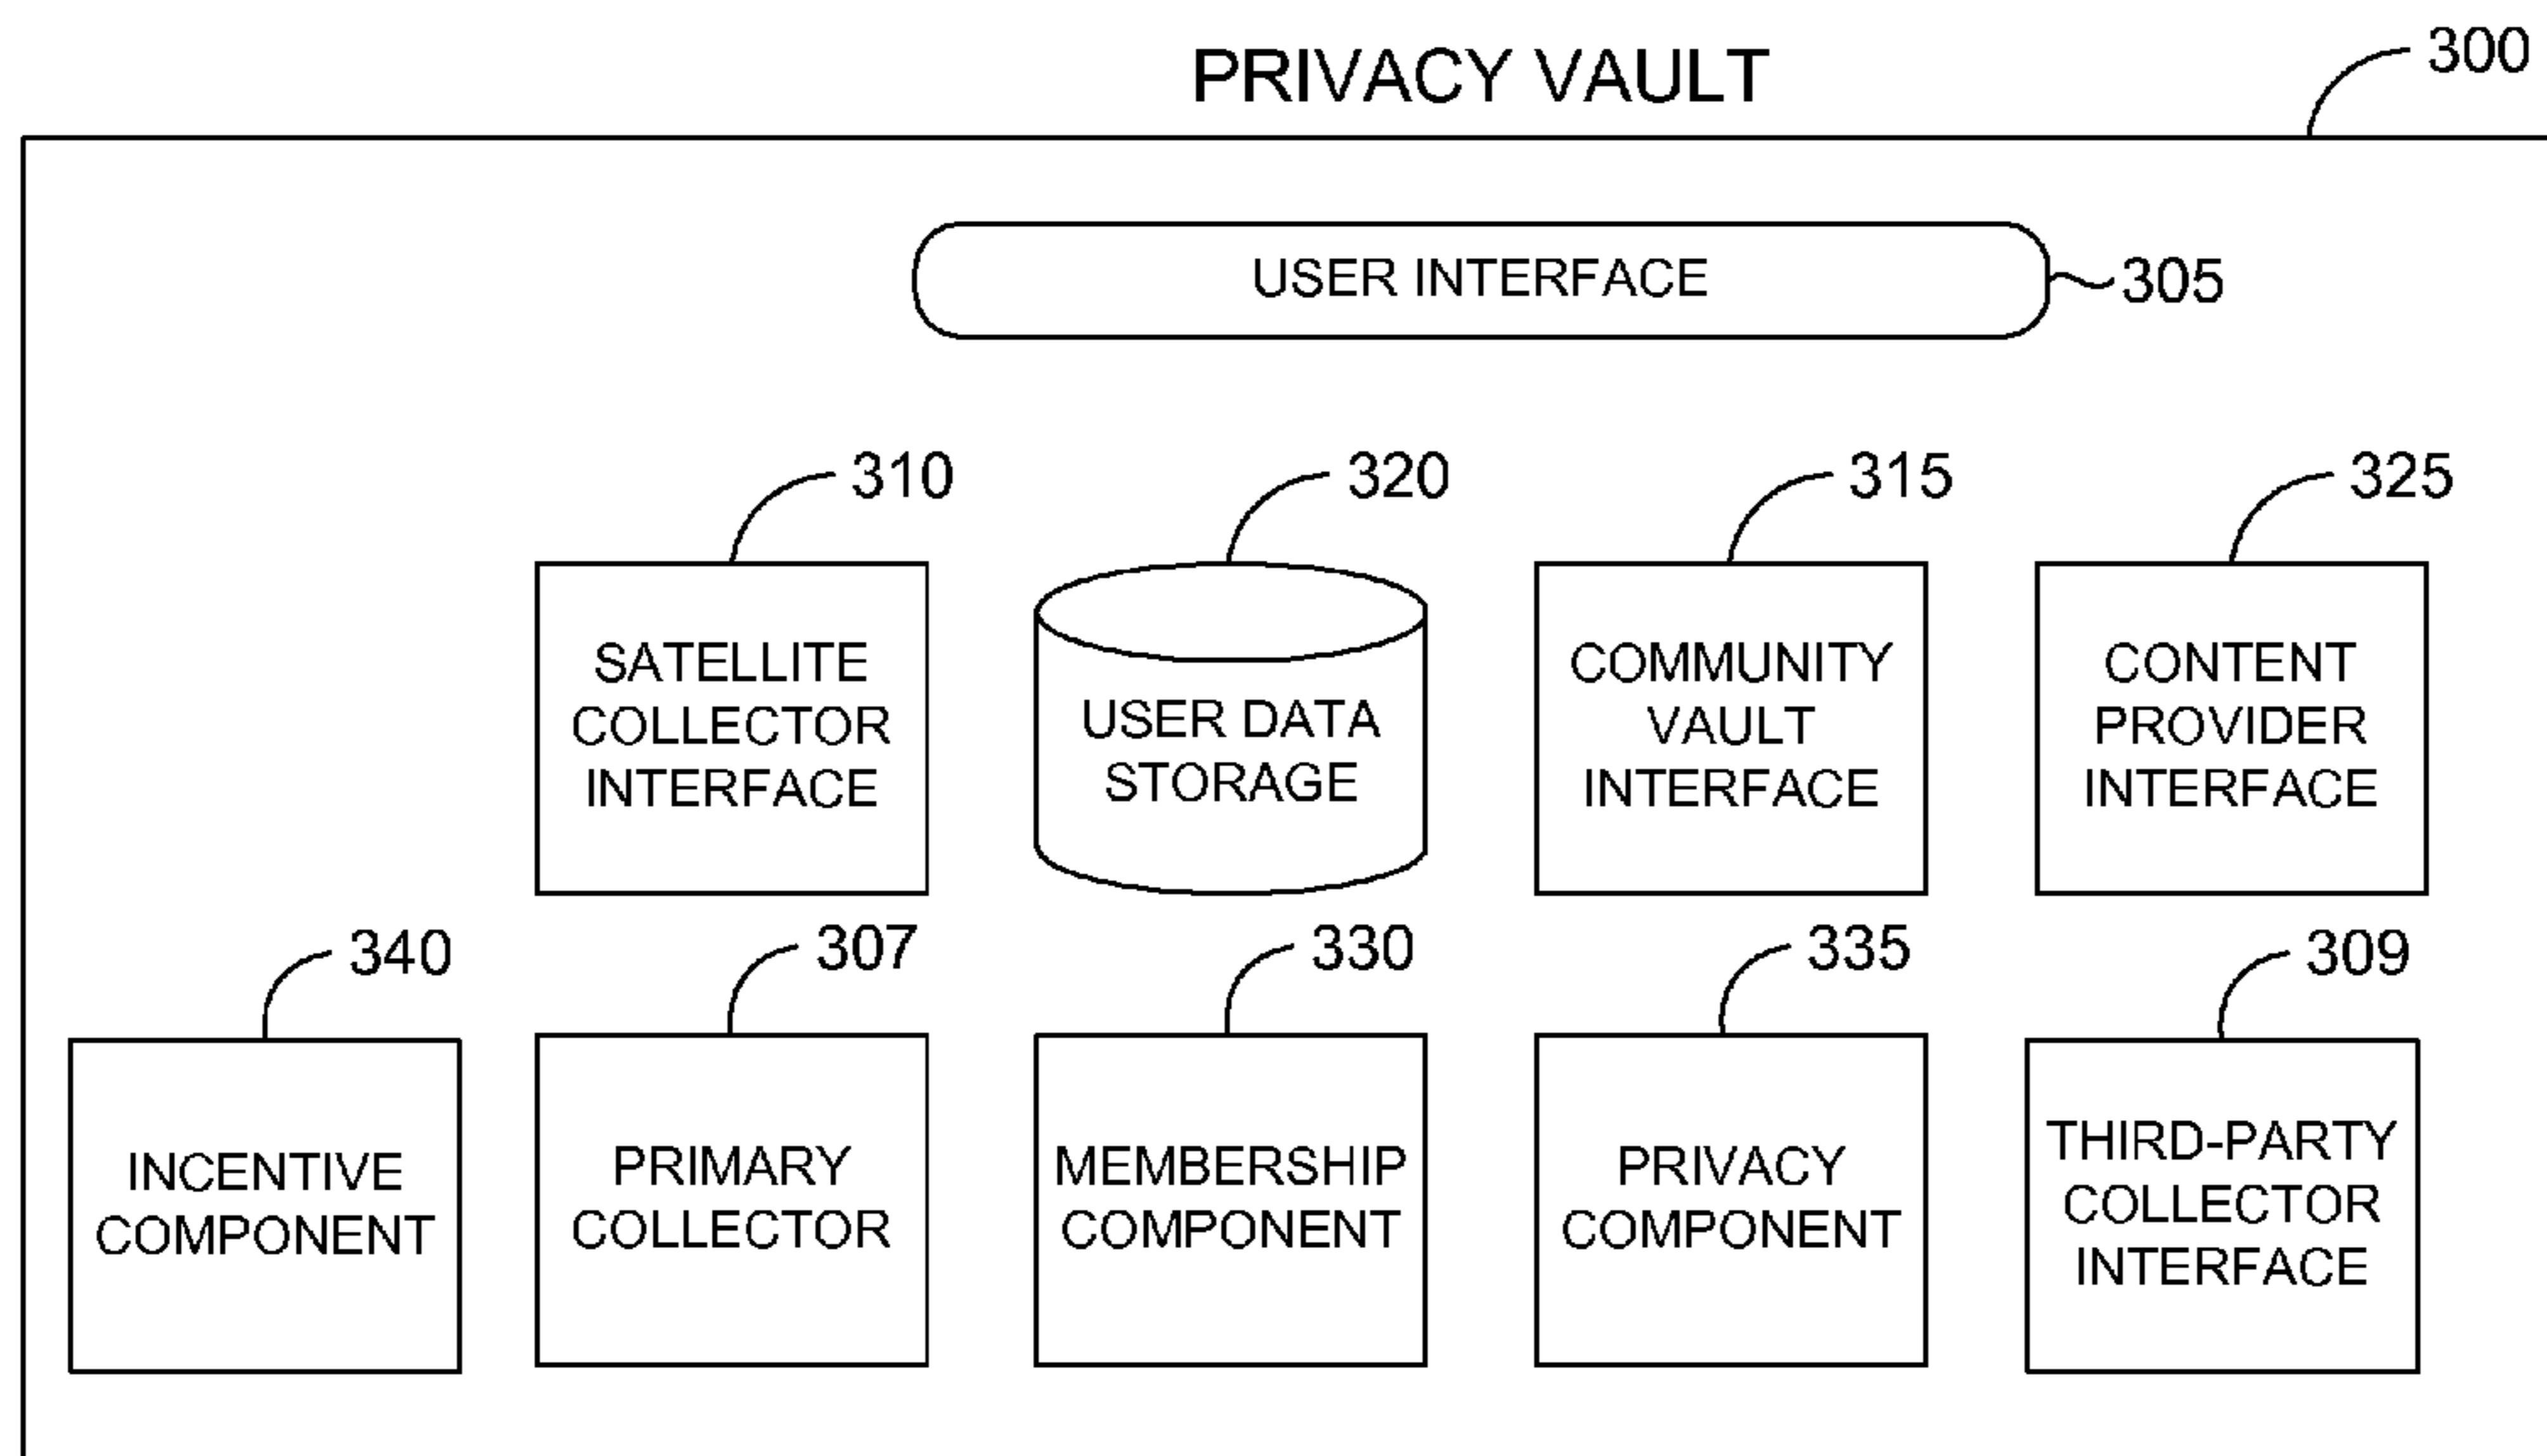 300
PRIVACY VAULT
USER INTERFACE
305
310
320
315
325
SATELLITE
COLLECTOR
INTERFACE
USER DATA
STORAGE
COMMUNITY
VAULT
INTERFACE
CONTENT
PROVIDER
INTERFACE
340
307
330
335
309
INCENTIVE
COMPONENT
PRIMARY
COLLECTOR
MEMBERSHIP
COMPONENT
PRIVACY
COMPONENT
THIRD-PARTY
COLLECTOR
INTERFACE